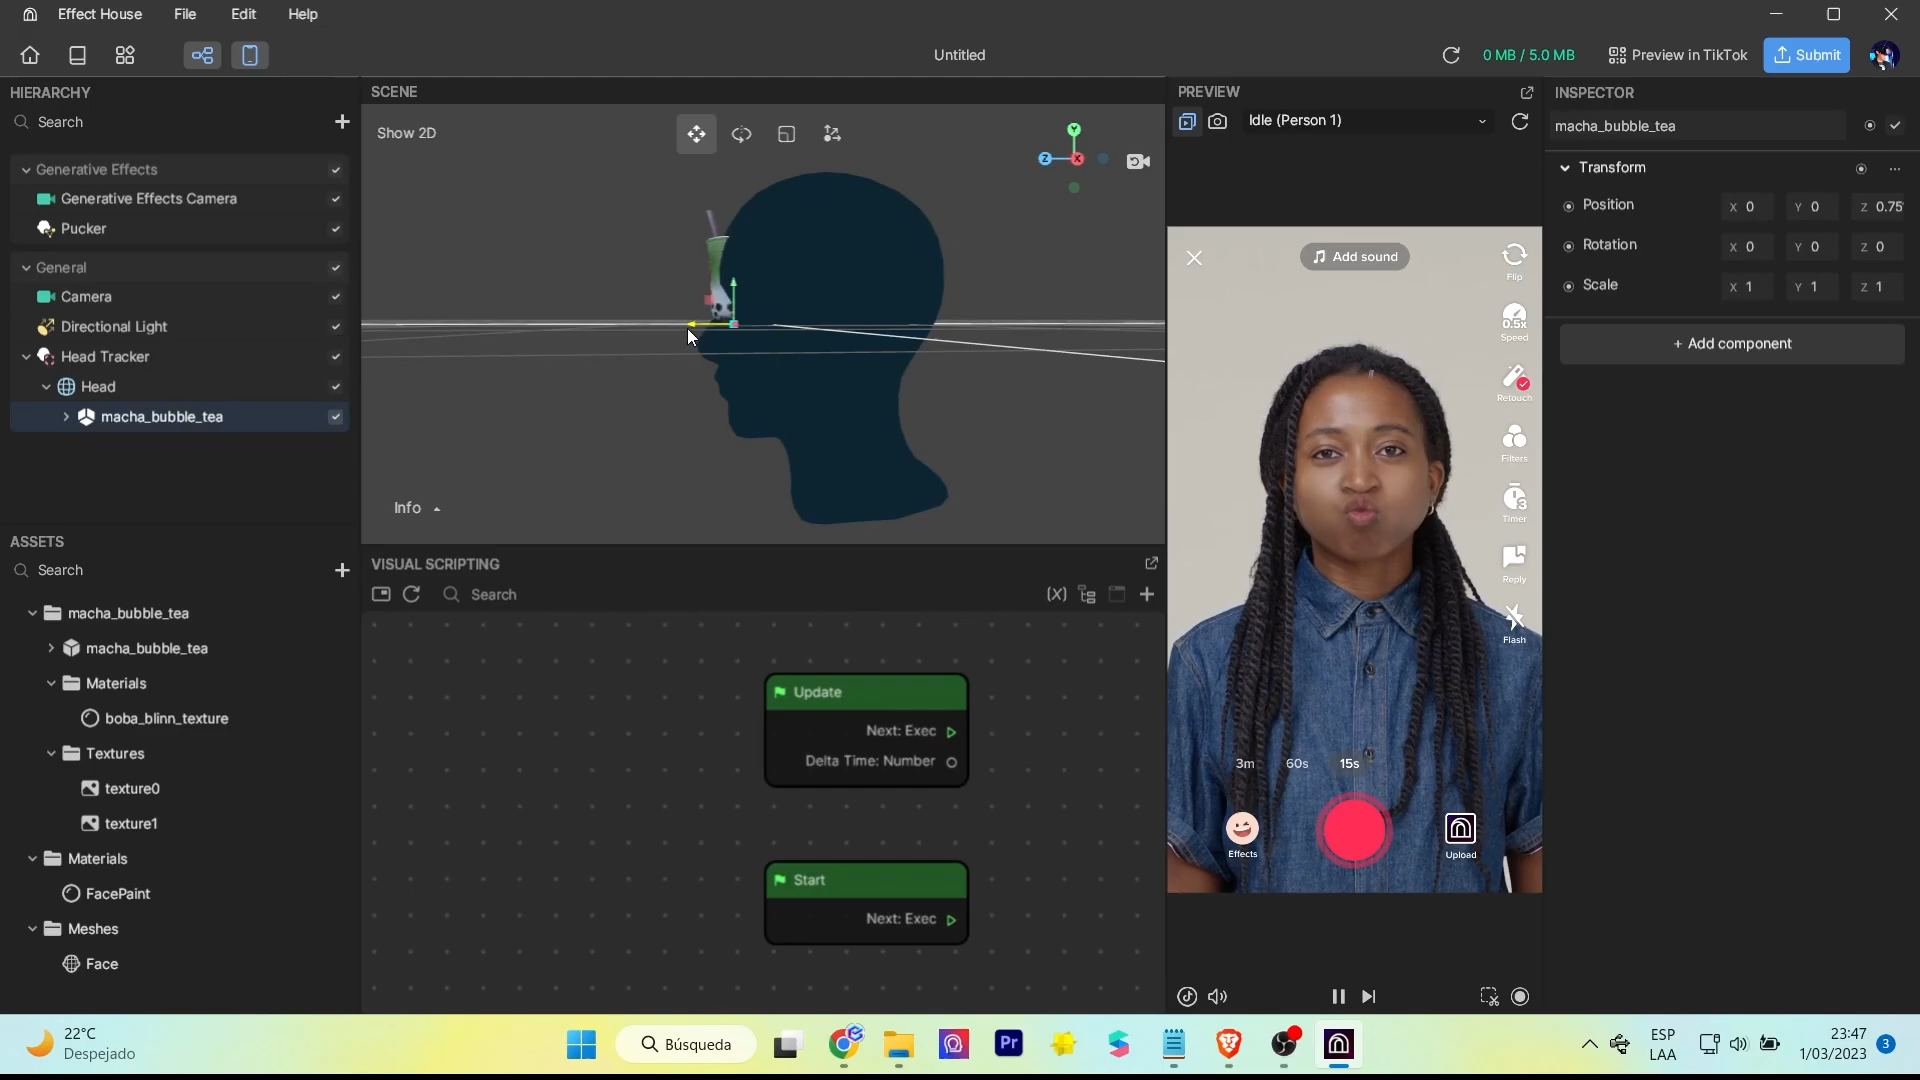 Effect House File Edit Help
Untitled
0 MB / 5.0 MB
Preview in TikTok
Submit
HIERARCHY
Search
Generative Effects
Generative Effects Camera
Pucker
General
Camera
Directional Light
Head Tracker
Head
macha_bubble_tea
ASSETS
Search
macha_bubble_tea
macha_bubble_tea
Materials
boba_blinn_texture
Textures
texture0
texture1
Materials
FacePaint
Meshes
Face
SCENE
Show 2D
Y
Z
X
Info
VISUAL SCRIPTING
Search
(X)
Update
Next: Exec
Delta Time: Number
Start
Next: Exec
PREVIEW
Idle (Person 1)
Add sound
Flip
0.5x
Speed
Retouch
Filters
3
Timer
Reply
Flash
3m 60s 15s
Effects
Upload
INSPECTOR
macha_bubble_tea
Transform
Position X 0 Y 0 Z 0.75
Rotation X 0 Y 0 Z 0
Scale X 1 Y 1 Z 1
+ Add component
22°C
Despejado
Búsqueda
Pr
ESP
LAA
23:47
1/03/2023
3